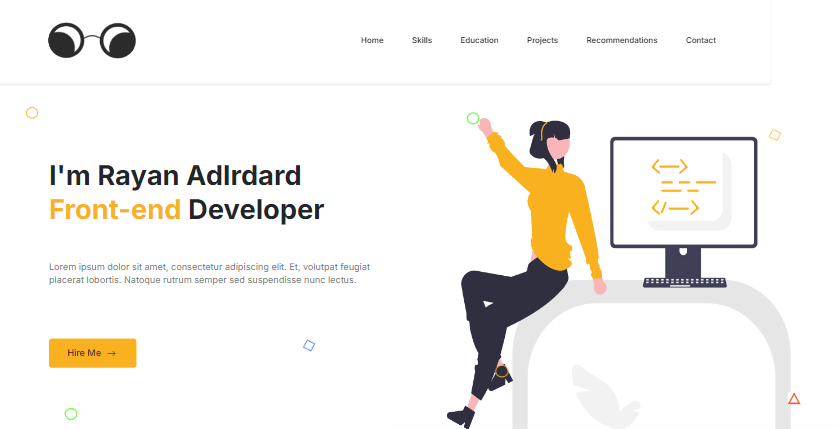 Home Skills Education Projects Recommendations Contact
I'm Rayan Adlrdard
Front-end Developer
Lorem ipsum dolor sit amet, consectetur adipiscing elit. Et, volutpat feugiat
placerat lobortis. Natoque rutrum semper sed suspendisse nunc lectus.
Hire Me →